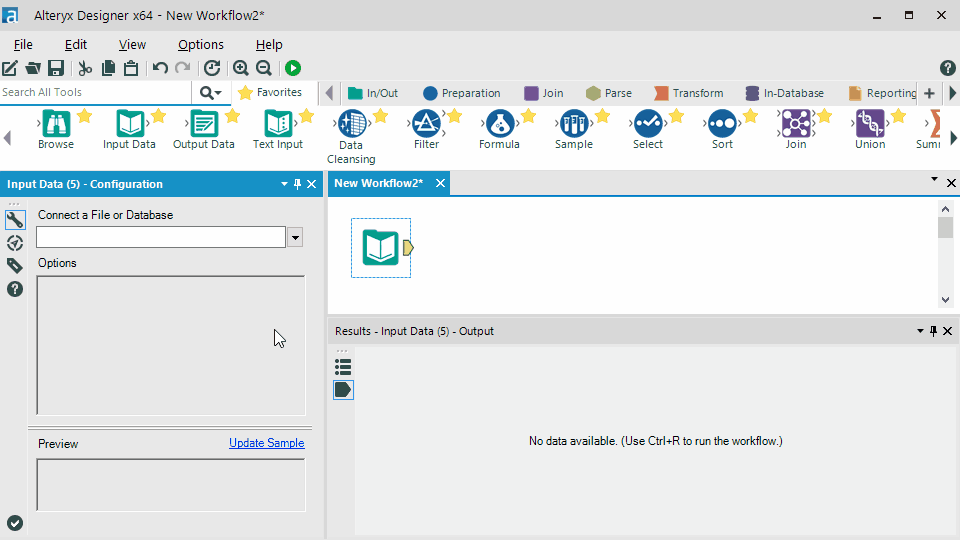 Alteryx Designer x64 - New Workflow2*
File Edit View Options Help
Search All Tools
Favorites
In/Out Preparation Join Parse Transform In-Database Reporting
Browse Input Data Output Data Text Input Data Cleansing Filter Formula Sample Select Sort Join Union Sum
Input Data (5) - Configuration
New Workflow2*
Connect a File or Database
Options
Results - Input Data (5) - Output
No data available. (Use Ctrl+R to run the workflow.)
Preview Update Sample